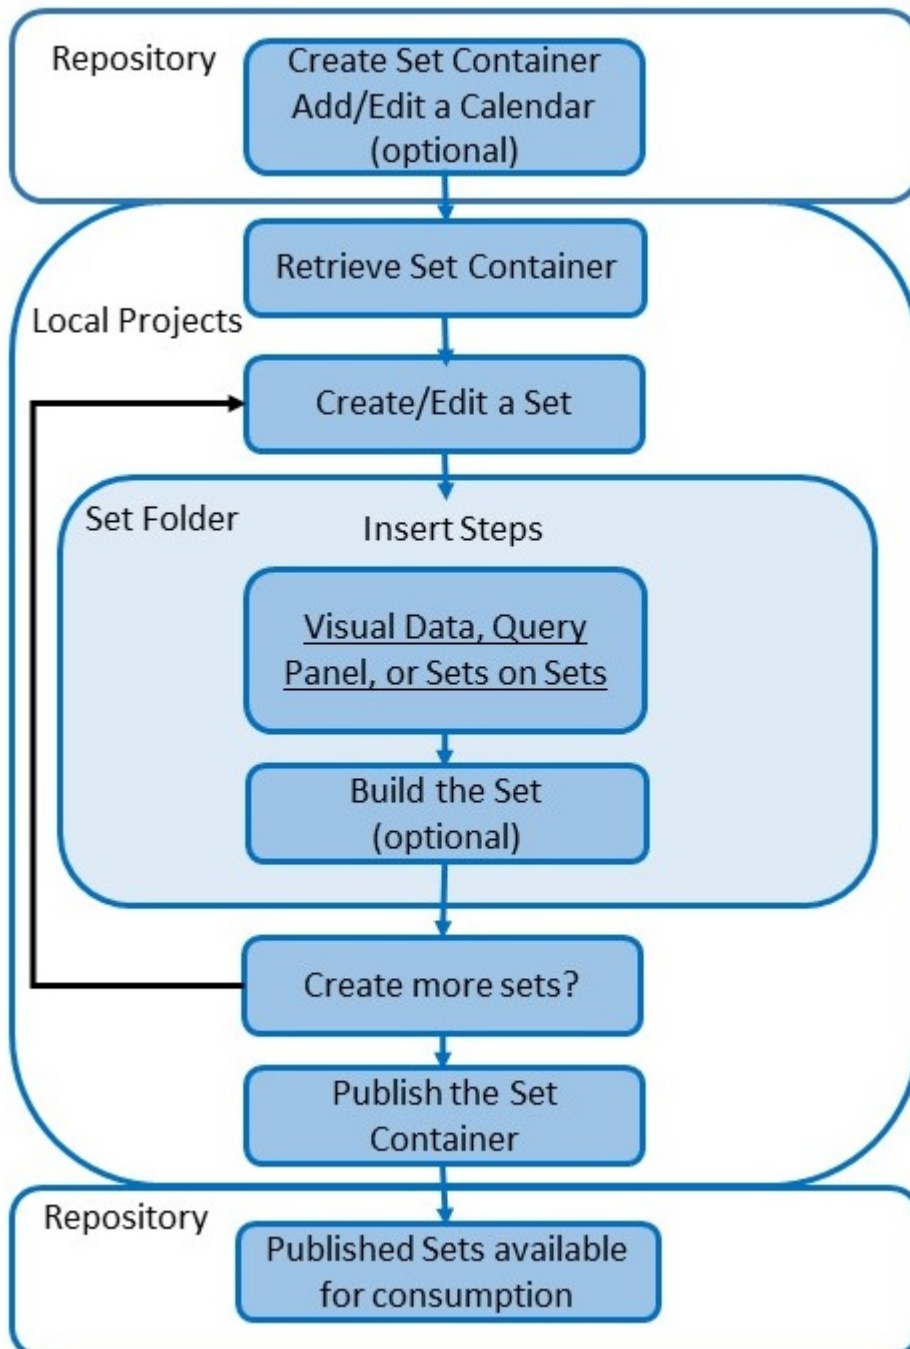 Repository
Create Set Container
Add/Edit a Calendar
(optional)
Retrieve Set Container
Local Projects
Create/Edit a Set
Set Folder
Insert Steps
Visual Data, Query
Panel, or Sets on Sets
Build the Set
(optional)
Create more sets?
Publish the Set
Container
Repository
Published Sets available
for consumption